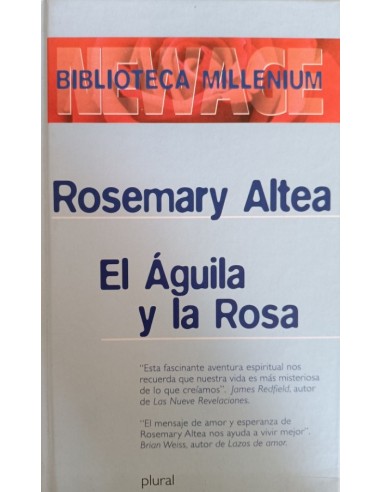 NEW AGE
BIBLIOTECA MILLENIUM
Rosemary Altea
El Águila
y la Rosa
"Esta fascinante aventura espiritual nos
recuerda que nuestra vida es más misteriosa
de lo que creíamos". James Redfield, autor
de Las Nueve Revelaciones.
"El mensaje de amor y esperanza de
Rosemary Altea nos ayuda a vivir mejor".
Brian Weiss, autor de Lazos de amor.
plural